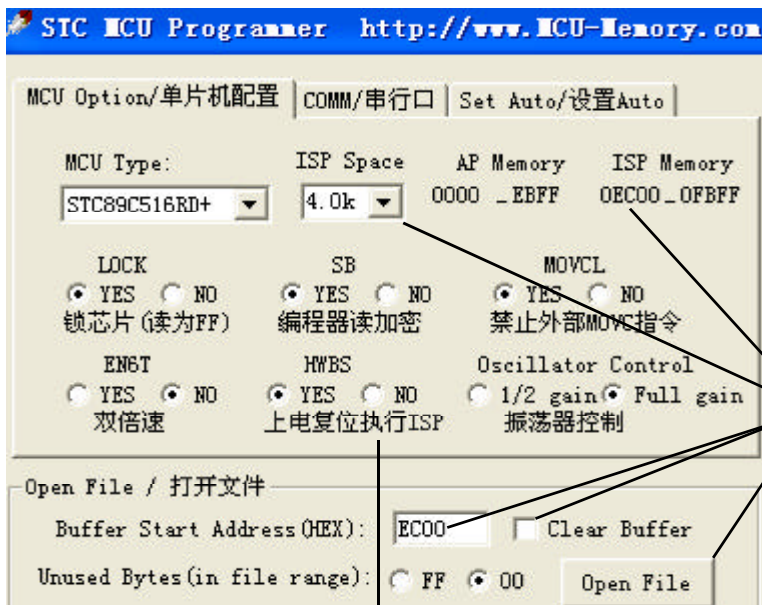 STC MCU Programmer http://www.MCU-Memory.com
MCU Option/单片机配置 COMM/串行口 Set Auto/设置Auto
MCU Type: ISP Space AP Memory ISP Memory
STC89C516RD+ 4.0k 0000 _EBFF 0EC00_0FBFF
LOCK SB MOVCL
YES NO YES NO YES NO
锁芯片(读为FF) 编程器读加密 禁止外部MOVC指令
EN6T HWBS Oscillator Control
YES NO YES NO 1/2 gain Full gain
双倍速 上电复位执行ISP 振荡器控制
Open File / 打开文件
Buffer Start Address(HEX): EC00 Clear Buffer
Unused Bytes(in file range): FF 00 Open File